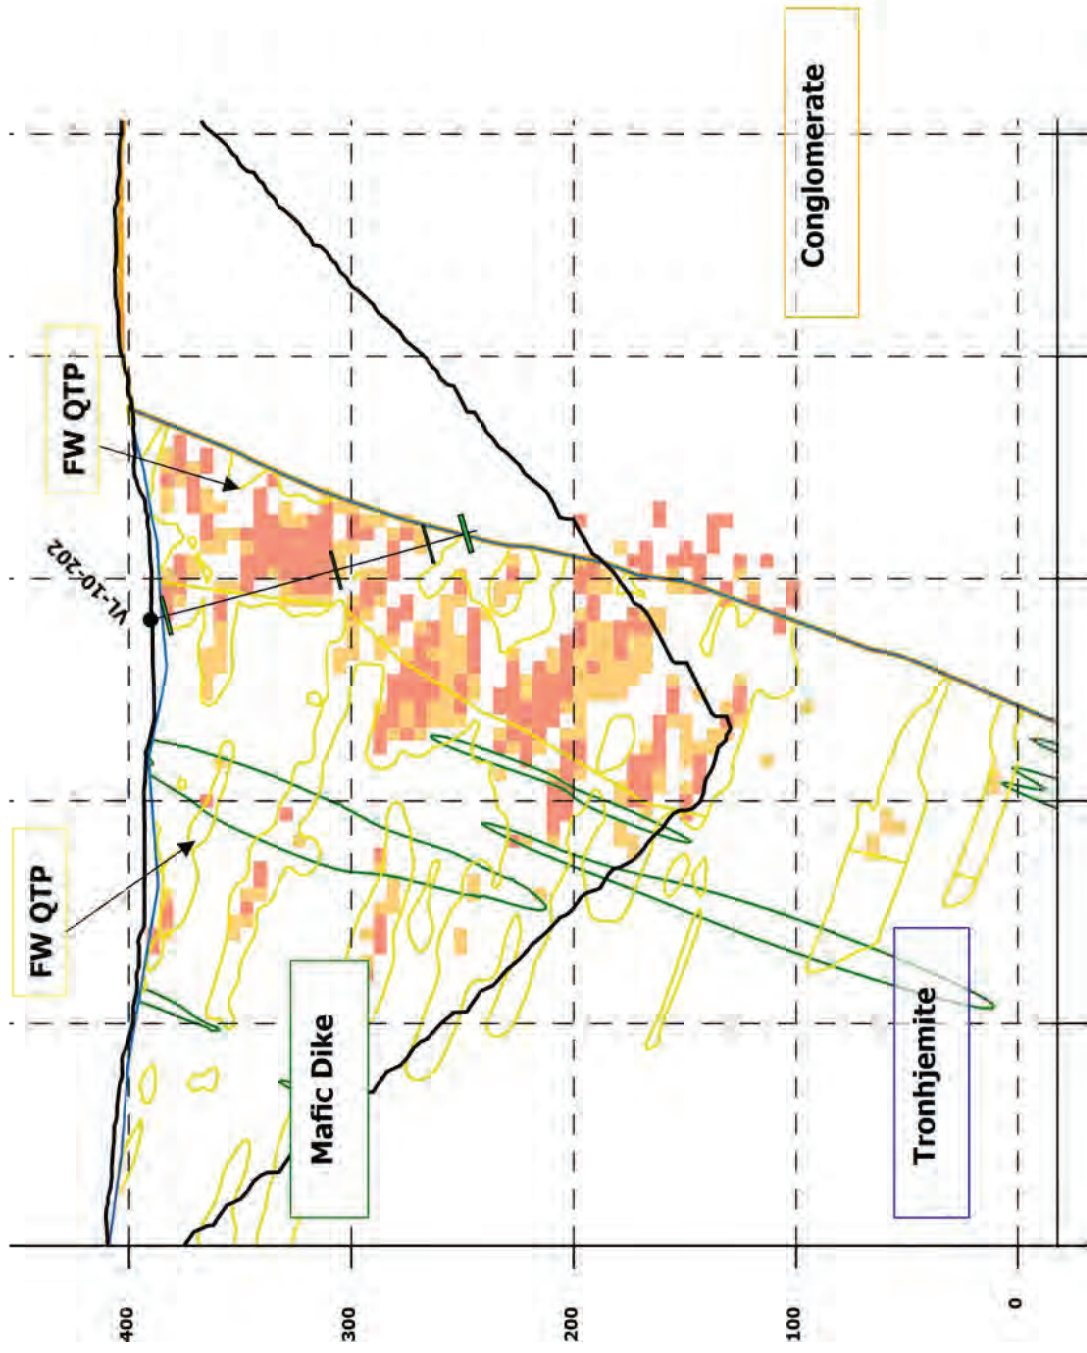 FW QTP
FW QTP
VL-10-202
Conglomerate
Mafic Dike
Tronhjemite
400
300
200
100
0